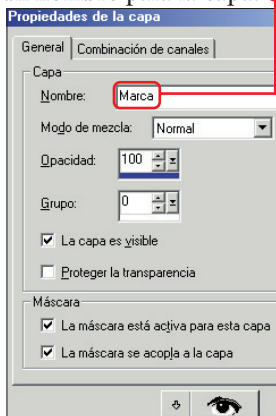 Propiedades de la capa
General Combinación de canales
Capa
Nombre: Marca
Modo de mezcla: Normal
Opacidad: 100
Grupo: 0
La capa es visible
Proteger la transparencia
Máscara
La máscara está activa para esta capa
La máscara se acopla a la capa